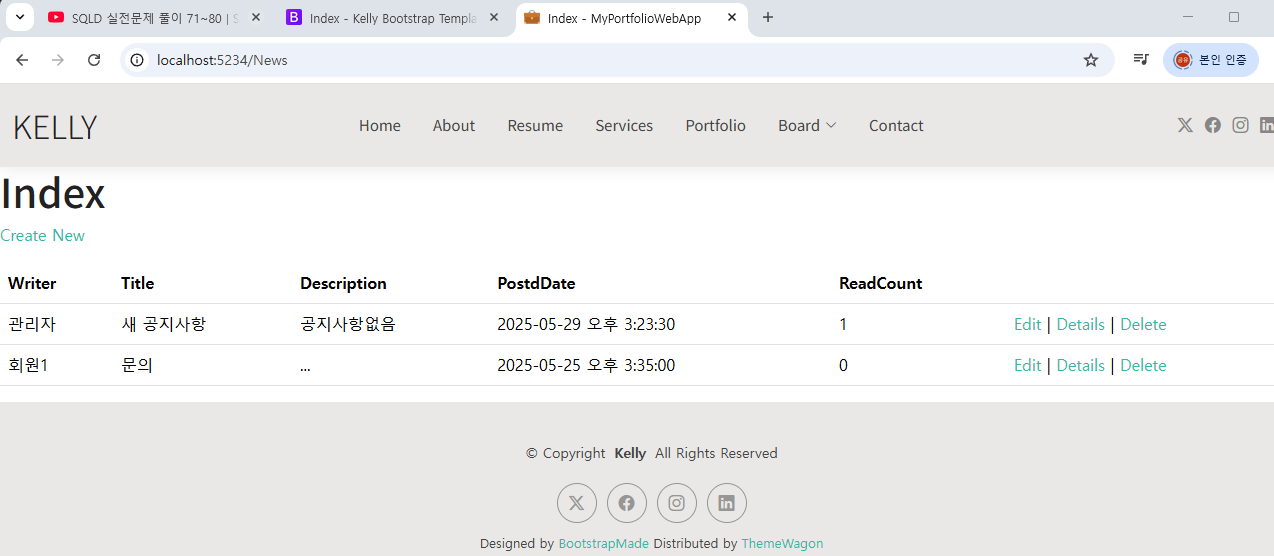 SQLD 실전문제 풀이 71~80 | S
Index - Kelly Bootstrap Templa
Index - MyPortfolioWebApp
localhost:5234/News
본인 인증
KELLY
Home About Resume Services Portfolio Board Contact
Index
Create New
Writer Title Description PostdDate ReadCount
관리자 새 공지사항 공지사항없음 2025-05-29 오후 3:23:30 1 Edit | Details | Delete
회원1 문의 ... 2025-05-25 오후 3:35:00 0 Edit | Details | Delete
© Copyright Kelly All Rights Reserved
Designed by BootstrapMade Distributed by ThemeWagon